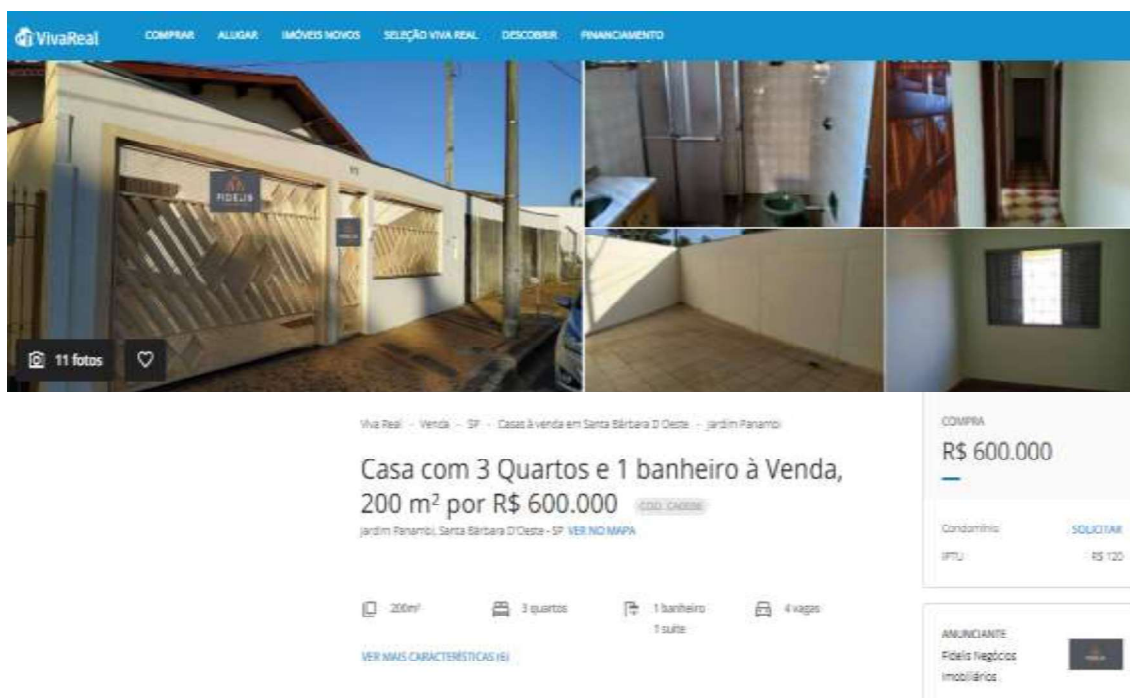 VivaReal
COMPRAR ALUGAR IMÓVEIS NOVOS SELEÇÃO VIVA REAL DESCOBRIR FINANCIAMENTO
FIDELIS
11 fotos
Viva Real - Venda - SP - Casas à venda em Santa Bárbara D Oeste - Jardim Panambi
Casa com 3 Quartos e 1 banheiro à Venda,
200 m² por R$ 600.000
Jardim Panambi, Santa Bárbara D'Oeste - SP VER NO MAPA
200m² 3 quartos 1 banheiro 4 vagas
1 suíte
VER MAIS CARACTERÍSTICAS (6)
COMPRA
R$ 600.000
Condomínio SOLICITAR
IPTU R$ 120
ANUNCIANTE
Fidelis Negócios
Imobiliários